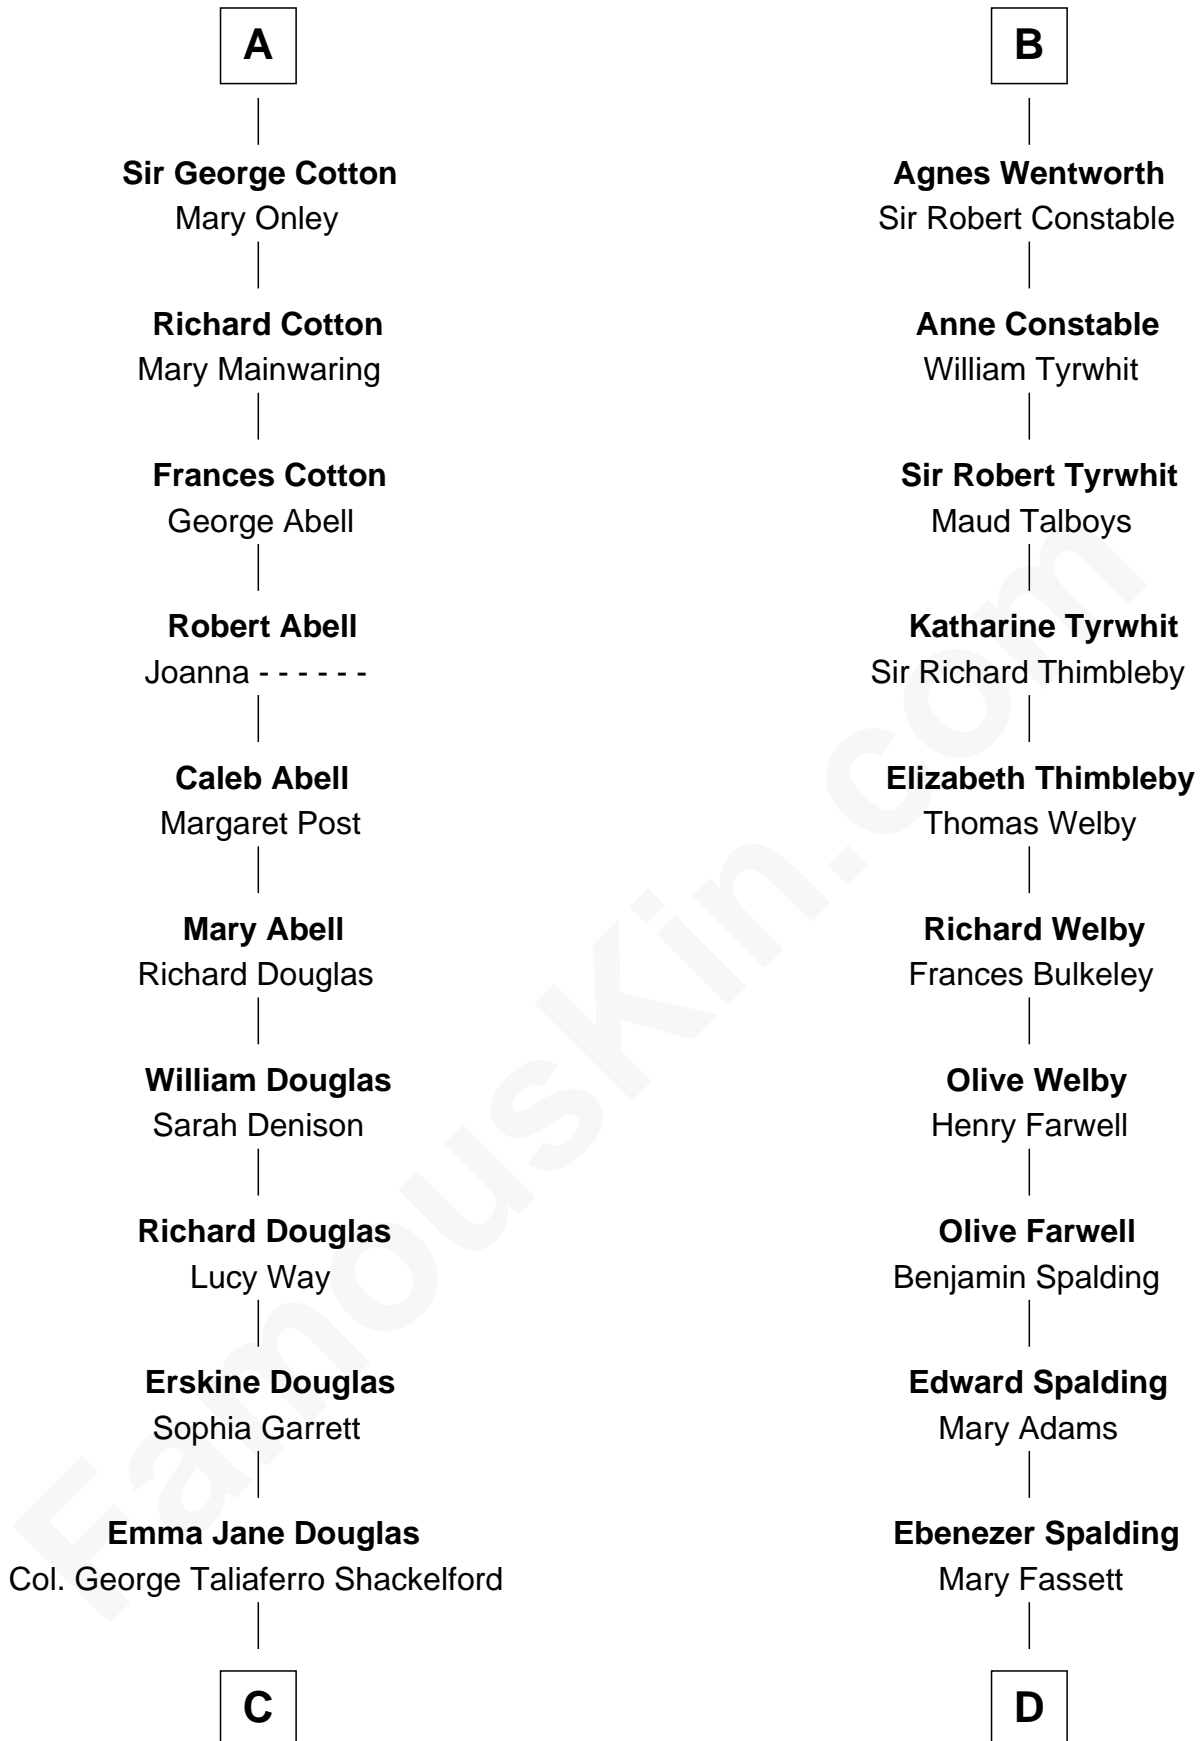 A
Sir George Cotton
Mary Onley
Richard Cotton
Mary Mainwaring
Frances Cotton
George Abell
Robert Abell
Joanna - - - - - -
Caleb Abell
Margaret Post
Mary Abell
Richard Douglas
William Douglas
Sarah Denison
Richard Douglas
Lucy Way
Erskine Douglas
Sophia Garrett
Emma Jane Douglas
Col. George Taliaferro Shackelford
C
B
Agnes Wentworth
Sir Robert Constable
Anne Constable
William Tyrwhit
Sir Robert Tyrwhit
Maud Talboys
Katharine Tyrwhit
Sir Richard Thimbleby
Elizabeth Thimbleby
Thomas Welby
Richard Welby
Frances Bulkeley
Olive Welby
Henry Farwell
Olive Farwell
Benjamin Spalding
Edward Spalding
Mary Adams
Ebenezer Spalding
Mary Fassett
D
FamousKin.com